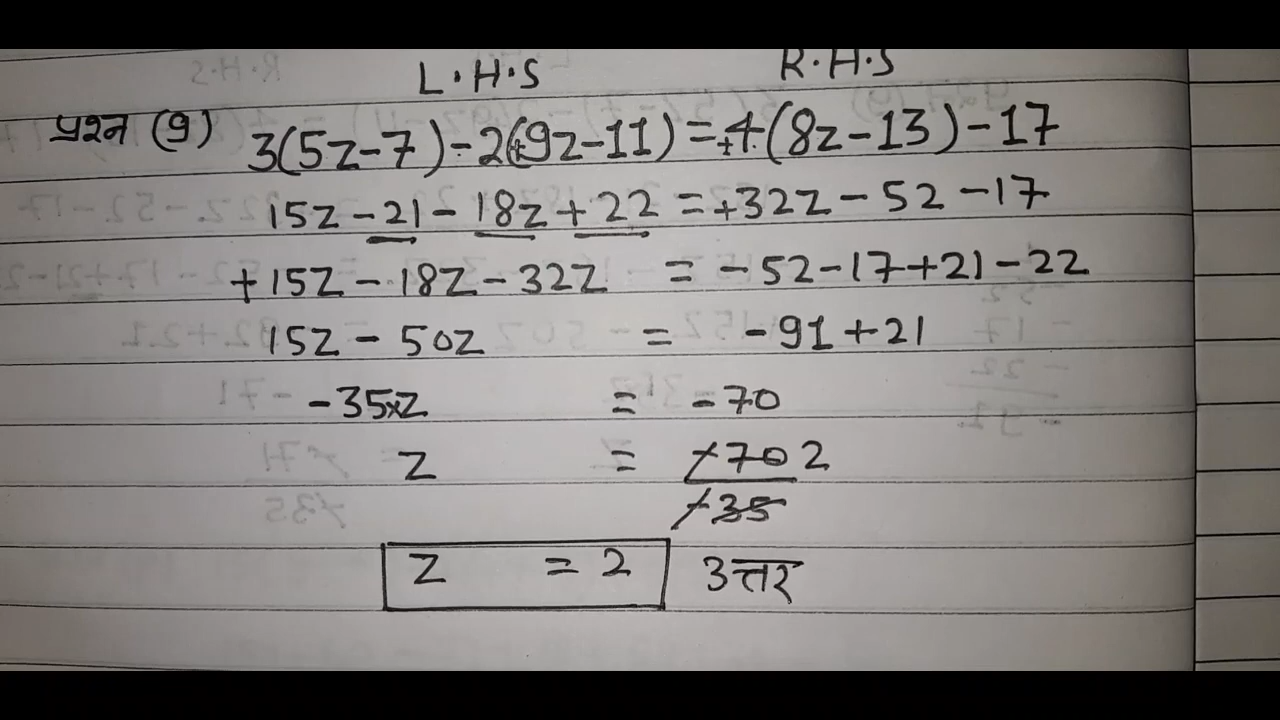 L.H.S R.H.S
प्रश्न (9) 3(5z-7)-2(+9z-11)=+4(8z-13)-17
15z-21-18z+22=+32z-52-17
+15z-18z-32z = -52-17+21-22
15z-50z = -91+21
-35×z = -70
z = -70 2
-35
z = 2 उत्तर